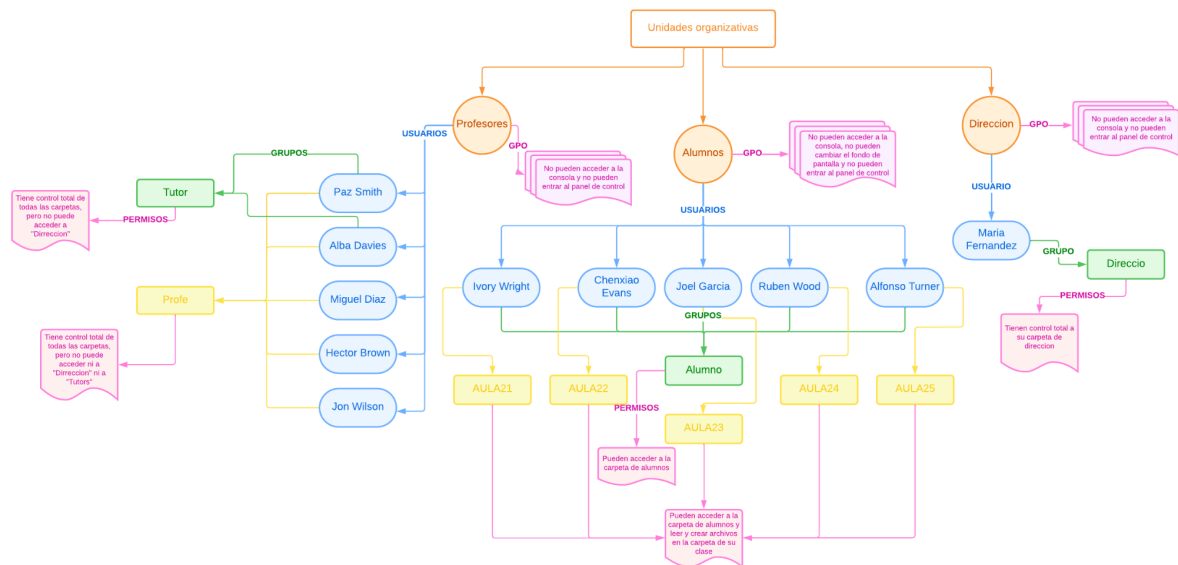 Unidades organizativas
Profesores
USUARIOS
GPO
No pueden acceder a la
consola y no pueden
entrar al panel de control
GRUPOS
Tutor
PERMISOS
Tiene control total de
todas las carpetas,
pero no puede
acceder a
"Dirreccion"
Paz Smith
Alba Davies
Miguel Diaz
Hector Brown
Jon Wilson
Profe
Tiene control total de
todas las carpetas,
pero no puede
acceder ni a
"Dirreccion" ni a
"Tutors"
Alumnos
GPO
No pueden acceder a la
consola, no pueden
cambiar el fondo de
pantalla y no pueden
entrar al panel de control
USUARIOS
Ivory Wright
Chenxiao
Evans
Joel Garcia
Ruben Wood
Alfonso Turner
GRUPOS
Alumno
AULA21
AULA22
AULA23
AULA24
AULA25
PERMISOS
Pueden acceder a la
carpeta de alumnos
Pueden acceder a la
carpeta de alumnos y
leer y crear archivos
en la carpeta de su
clase
Direccion
GPO
No pueden acceder a la
consola y no pueden
entrar al panel de control
USUARIO
Maria
Fernandez
GRUPO
Direccio
PERMISOS
Tienen control total a
su carpeta de
direccion